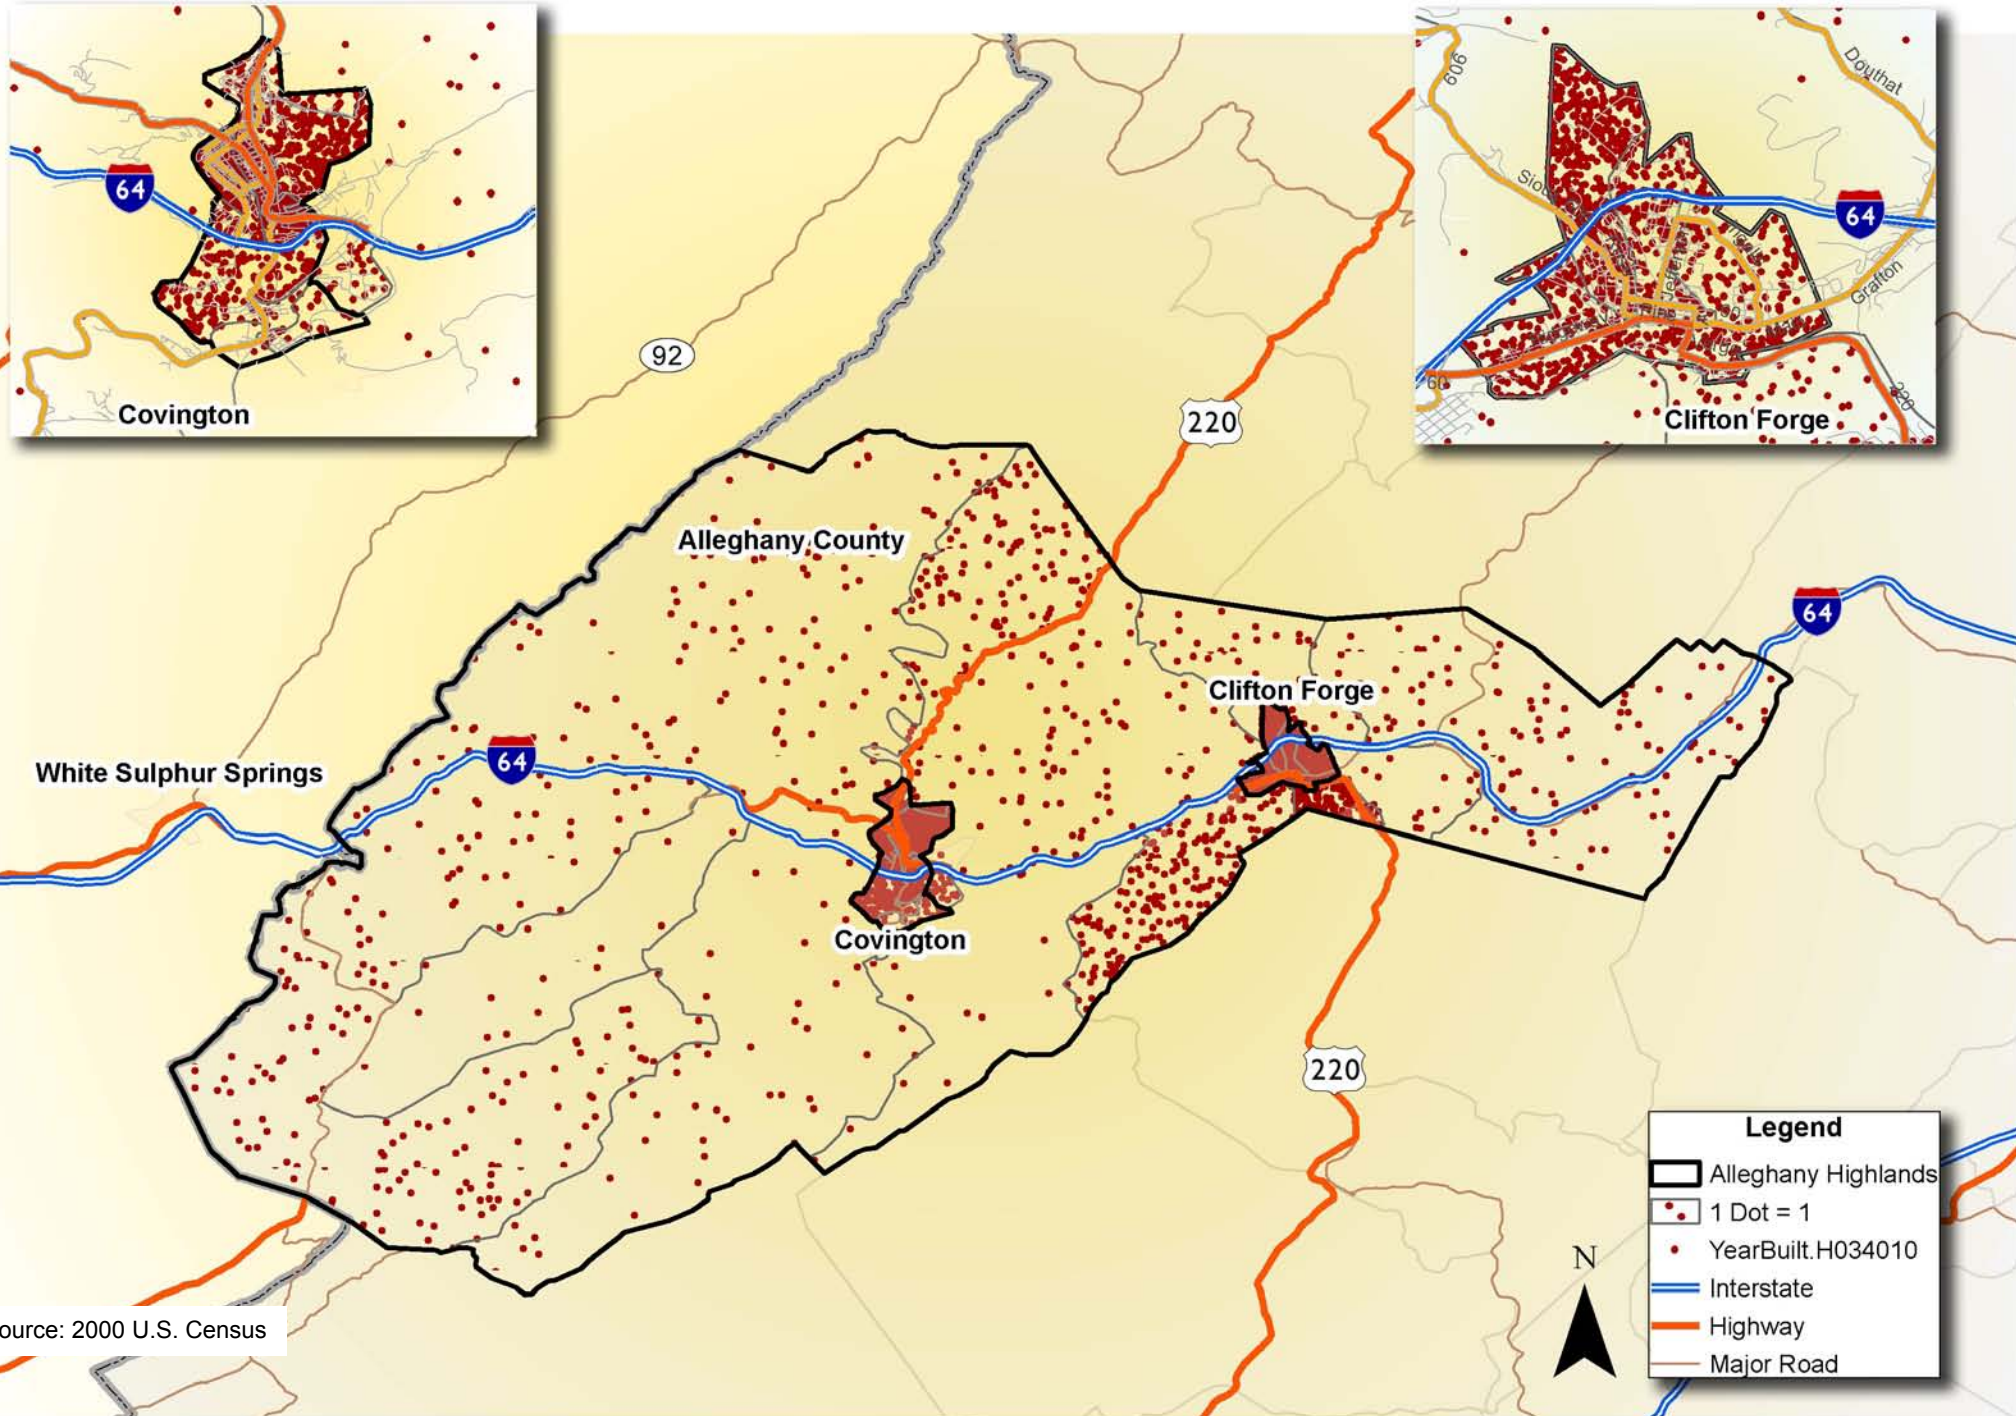 64
Covington
606
Douthat
64
Grafton
60
220
Clifton Forge
92
220
Alleghany County
64
Clifton Forge
White Sulphur Springs
64
Covington
220
Legend
Alleghany Highlands
1 Dot = 1
YearBuilt.H034010
Interstate
Highway
Major Road
N
ource: 2000 U.S. Census